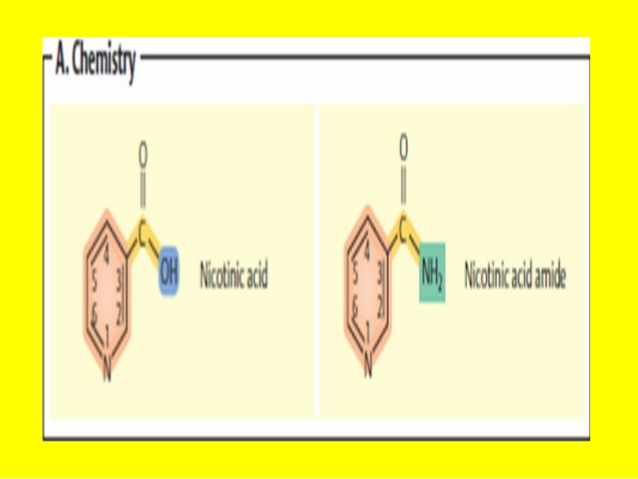 A. Chemistry
O
C
OH
4
5
3
6
2
1
N
Nicotinic acid
O
C
NH₂
4
5
3
6
2
1
N
Nicotinic acid amide